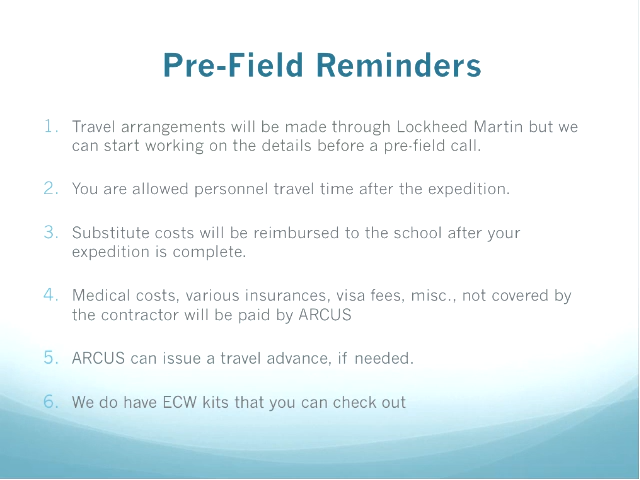 Pre-Field Reminders
1. Travel arrangements will be made through Lockheed Martin but we
can start working on the details before a pre-field call.
2. You are allowed personnel travel time after the expedition.
3. Substitute costs will be reimbursed to the school after your
expedition is complete.
4. Medical costs, various insurances, visa fees, misc., not covered by
the contractor will be paid by ARCUS
5. ARCUS can issue a travel advance, if needed.
6. We do have ECW kits that you can check out